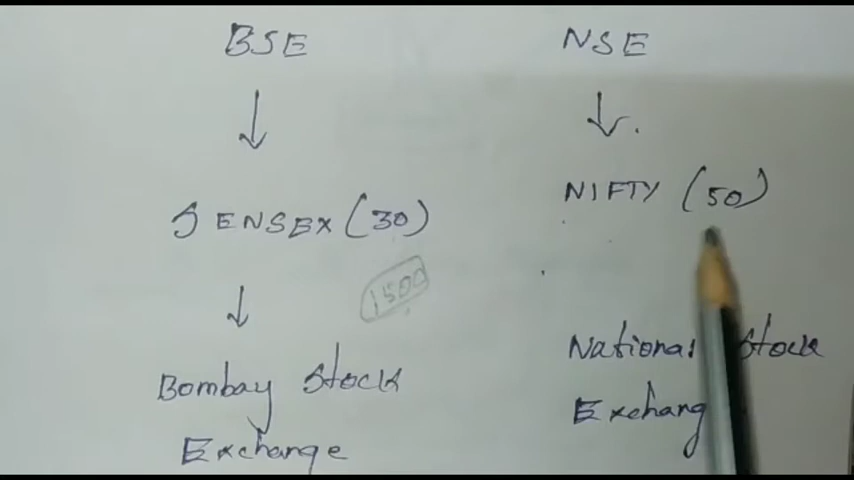 BSE
NSE
SENSEX (30)
NIFTY (50)
1500
Bombay Stock
Exchange
National Stock
Exchang